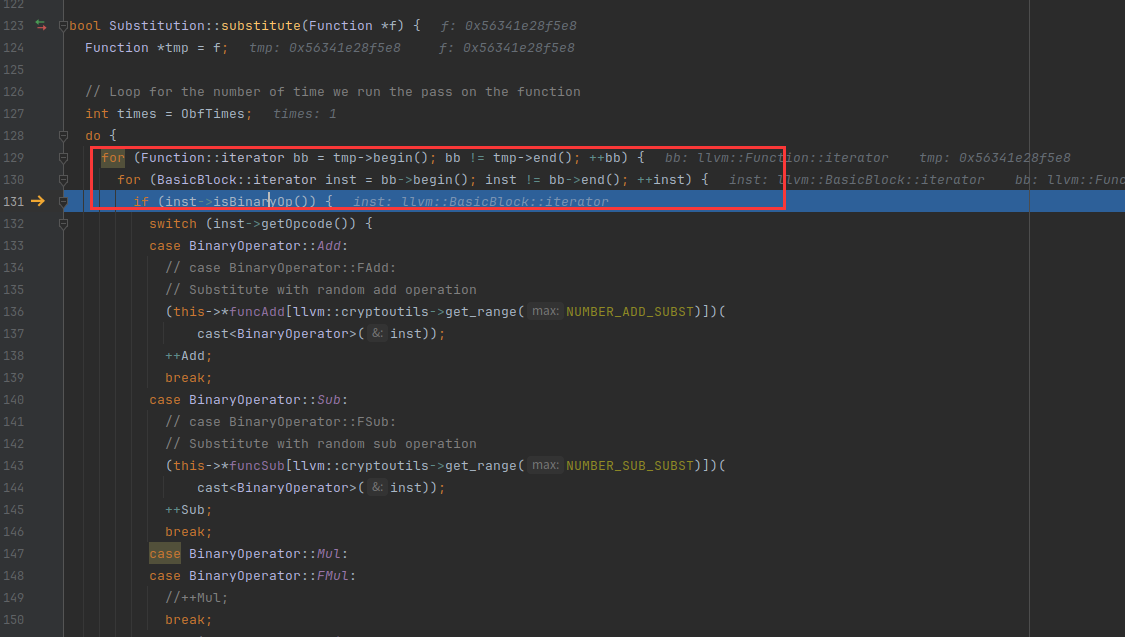 122
123 bool Substitution::substitute(Function *f) { f: 0x56341e28f5e8
124 Function *tmp = f; tmp: 0x56341e28f5e8 f: 0x56341e28f5e8
125
126 // Loop for the number of time we run the pass on the function
127 int times = ObfTimes; times: 1
128 do {
129 for (Function::iterator bb = tmp->begin(); bb != tmp->end(); ++bb) { bb: llvm::Function::iterator tmp: 0x56341e28f5e8
130 for (BasicBlock::iterator inst = bb->begin(); inst != bb->end(); ++inst) { inst: llvm::BasicBlock::iterator bb: llvm::Func
131 if (inst->isBinaryOp()) { inst: llvm::BasicBlock::iterator
132 switch (inst->getOpcode()) {
133 case BinaryOperator::Add:
134 // case BinaryOperator::FAdd:
135 // Substitute with random add operation
136 (this->*funcAdd[llvm::cryptoutils->get_range( max: NUMBER_ADD_SUBST)])(
137 cast<BinaryOperator>( &: inst));
138 ++Add;
139 break;
140 case BinaryOperator::Sub:
141 // case BinaryOperator::FSub:
142 // Substitute with random sub operation
143 (this->*funcSub[llvm::cryptoutils->get_range( max: NUMBER_SUB_SUBST)])(
144 cast<BinaryOperator>( &: inst));
145 ++Sub;
146 break;
147 case BinaryOperator::Mul:
148 case BinaryOperator::FMul:
149 //++Mul;
150 break;